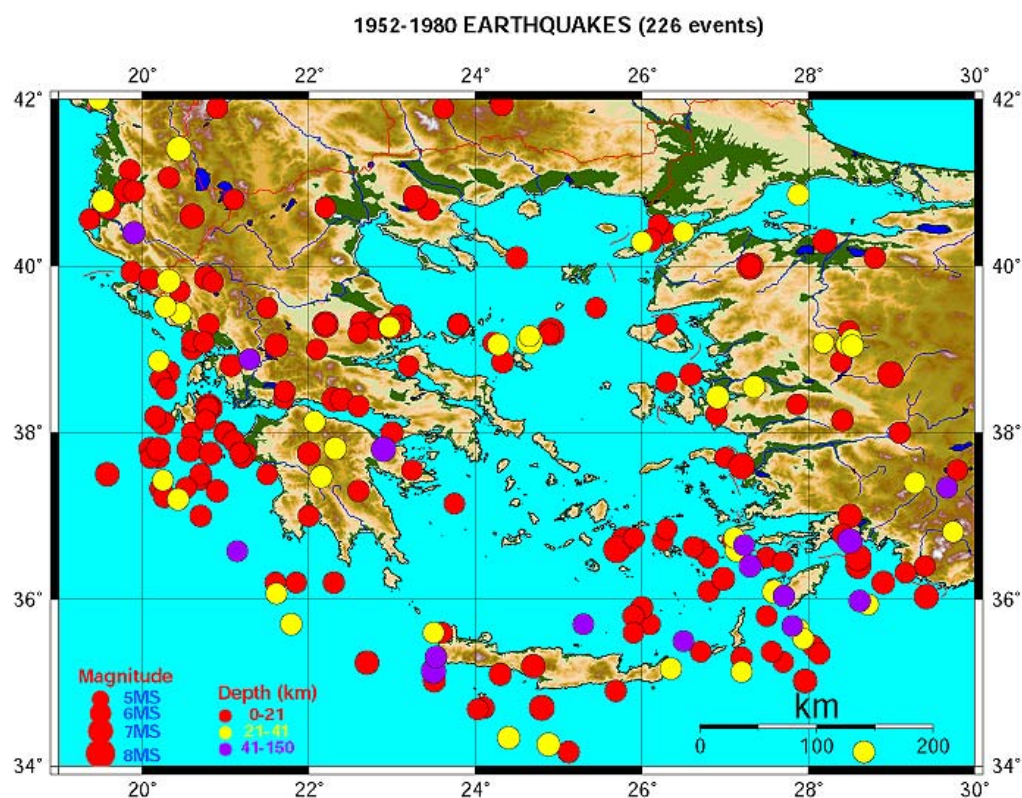 1952-1980 EARTHQUAKES (226 events)
20° 22° 24° 26° 28° 30°
42° 42°
40° 40°
38° 38°
36° 36°
Magnitude
5MS
6MS
7MS
8MS
Depth (km)
0-21
21-41
41-150
km
0 100 200
34° 34°
20° 22° 24° 26° 28° 30°